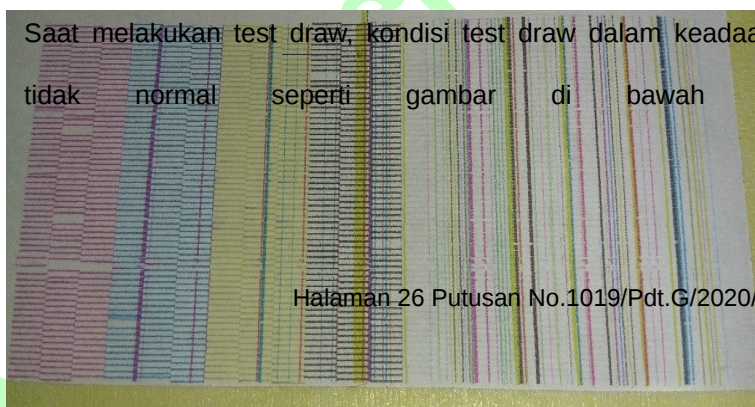 Saat melakukan test draw, kondisi test draw dalam keadaa
tidak normal seperti gambar di bawah
Halaman 26 Putusan No.1019/Pdt.G/2020/